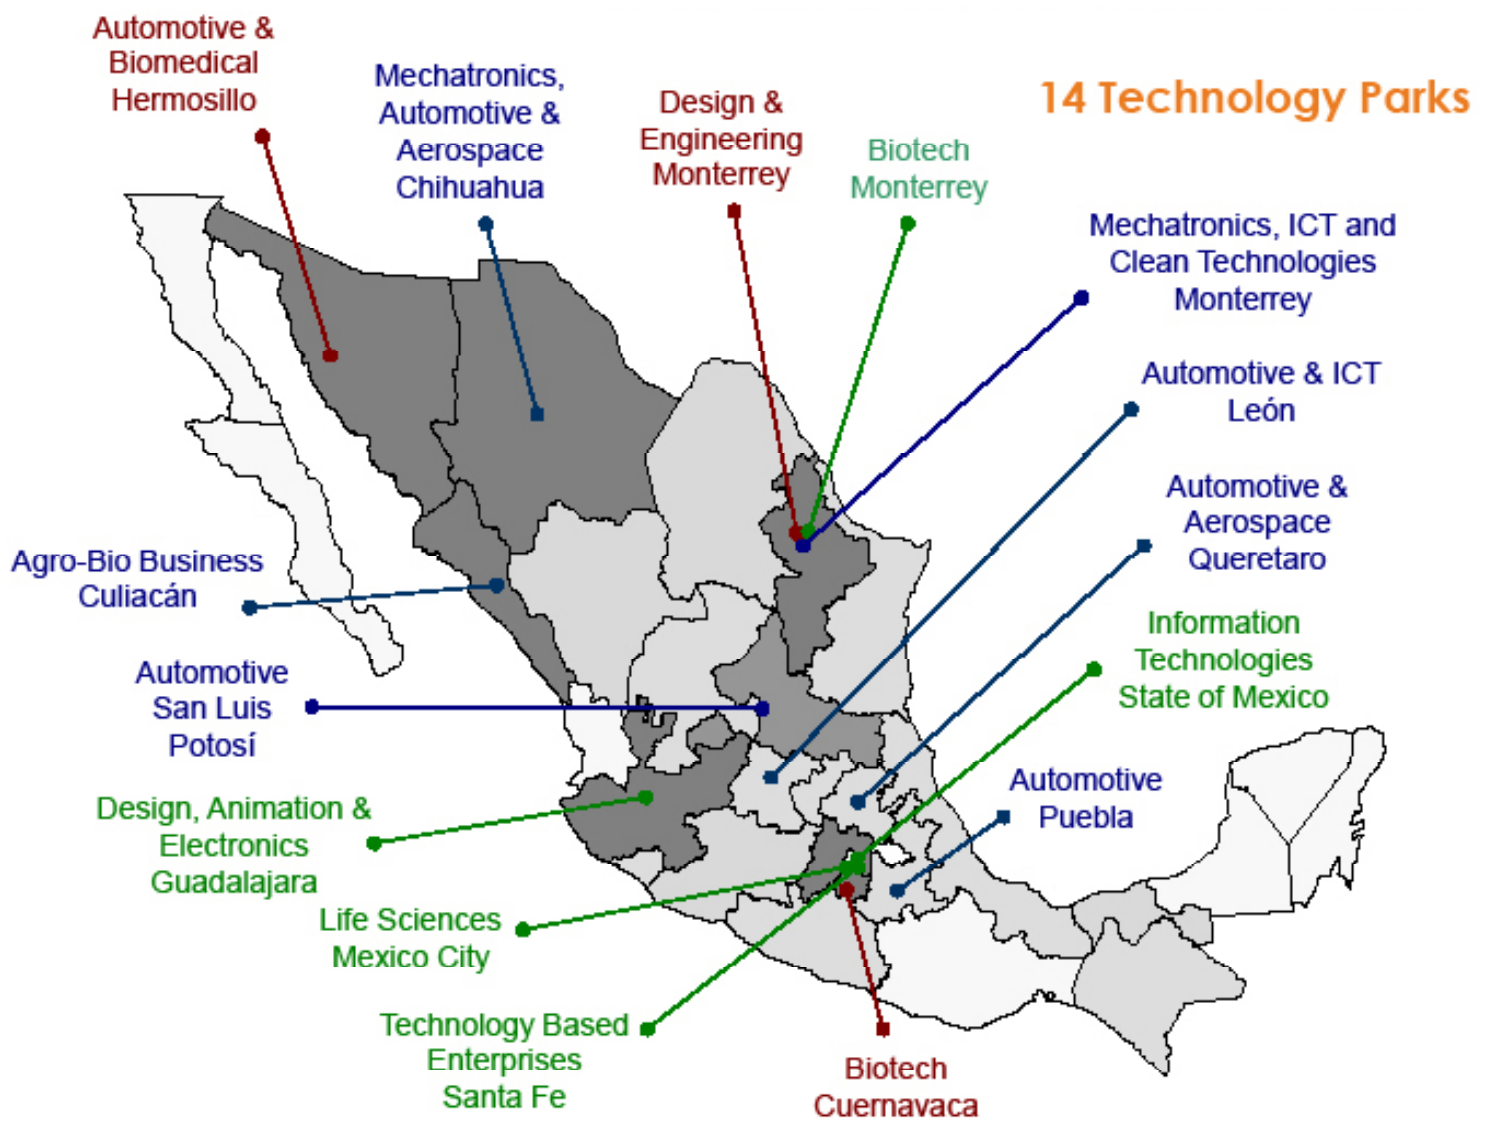 Automotive &
Biomedical
Hermosillo
Mechatronics,
Automotive &
Aerospace
Chihuahua
Design &
Engineering
Monterrey
Biotech
Monterrey
14 Technology Parks
Mechatronics, ICT and
Clean Technologies
Monterrey
Automotive & ICT
León
Automotive &
Aerospace
Queretaro
Information
Technologies
State of Mexico
Automotive
Puebla
Agro-Bio Business
Culiacán
Automotive
San Luis
Potosí
Design, Animation &
Electronics
Guadalajara
Life Sciences
Mexico City
Technology Based
Enterprises
Santa Fe
Biotech
Cuernavaca